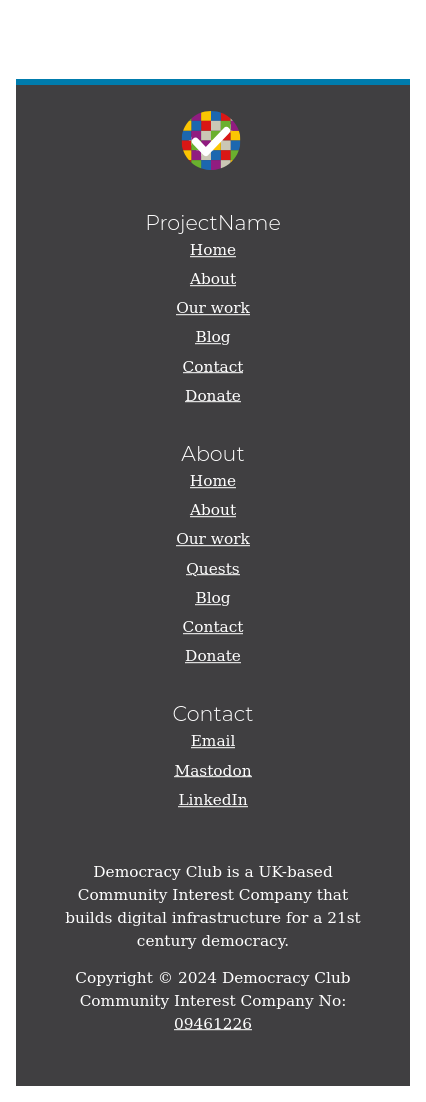 ProjectName
Home
About
Our work
Blog
Contact
Donate
About
Home
About
Our work
Quests
Blog
Contact
Donate
Contact
Email
Mastodon
LinkedIn
Democracy Club is a UK-based
Community Interest Company that
builds digital infrastructure for a 21st
century democracy.
Copyright © 2024 Democracy Club
Community Interest Company No:
09461226